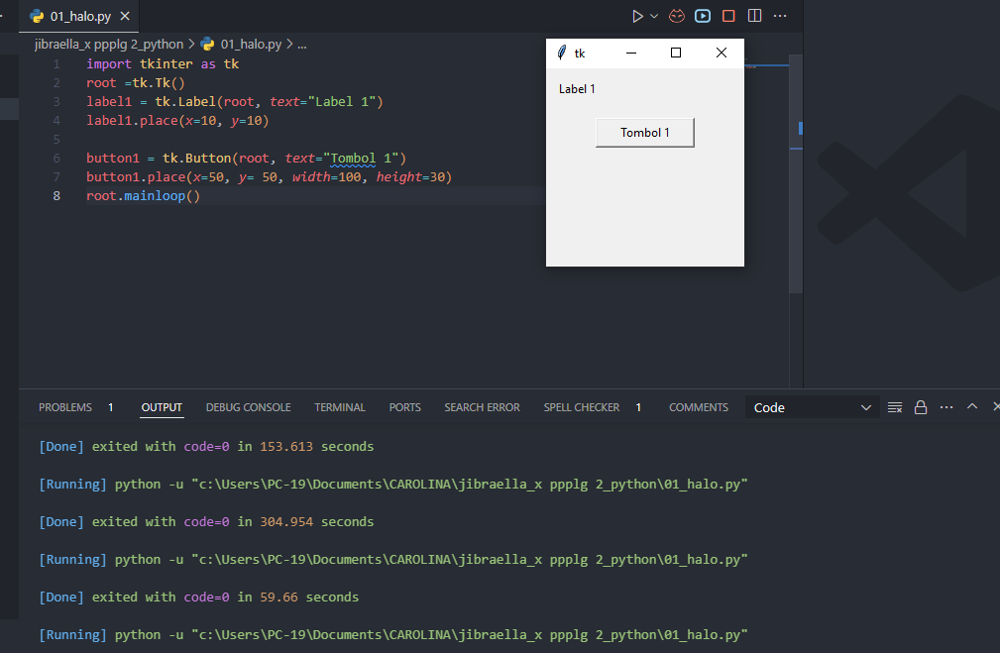 01_halo.py
jibraella_x ppplg 2_python > 01_halo.py > ...
1 import tkinter as tk
2 root =tk.Tk()
3 label1 = tk.Label(root, text="Label 1")
4 label1.place(x=10, y=10)
5
6 button1 = tk.Button(root, text="Tombol 1")
7 button1.place(x=50, y= 50, width=100, height=30)
8 root.mainloop()
tk
Label 1
Tombol 1
PROBLEMS 1 OUTPUT DEBUG CONSOLE TERMINAL PORTS SEARCH ERROR SPELL CHECKER 1 COMMENTS Code
[Done] exited with code=0 in 153.613 seconds
[Running] python -u "c:\Users\PC-19\Documents\CAROLINA\jibraella_x ppplg 2_python\01_halo.py"
[Done] exited with code=0 in 304.954 seconds
[Running] python -u "c:\Users\PC-19\Documents\CAROLINA\jibraella_x ppplg 2_python\01_halo.py"
[Done] exited with code=0 in 59.66 seconds
[Running] python -u "c:\Users\PC-19\Documents\CAROLINA\jibraella_x ppplg 2_python\01_halo.py"